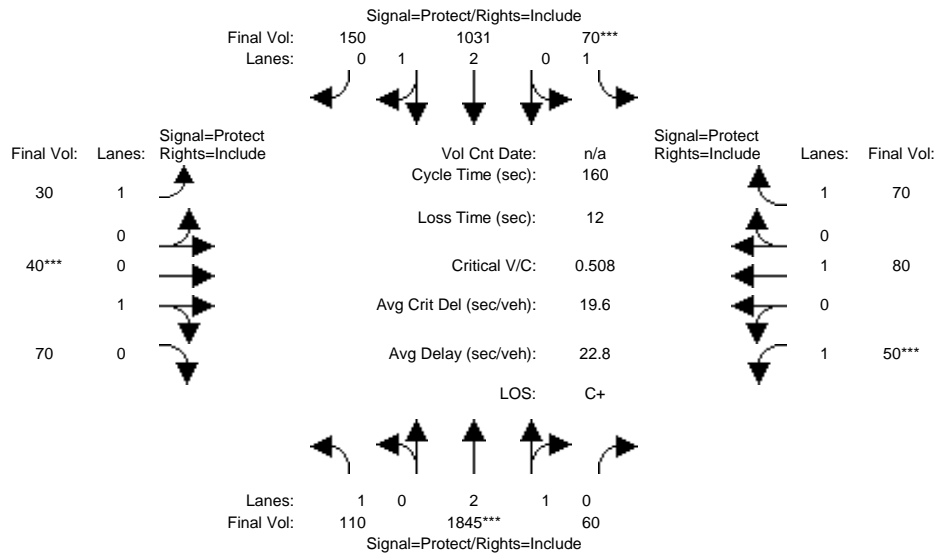 Signal=Protect/Rights=Include
Final Vol: 150 1031 70***
Lanes: 0 1 2 0 1
Signal=Protect Signal=Protect
Final Vol: Lanes: Rights=Include Vol Cnt Date: n/a Rights=Include Lanes: Final Vol:
Cycle Time (sec): 160
30 1 1 70
Loss Time (sec): 12
0 0
40*** 0 Critical V/C: 0.508 1 80
1 Avg Crit Del (sec/veh): 19.6 0
70 0 Avg Delay (sec/veh): 22.8 1 50***
LOS: C+
Lanes: 1 0 2 1 0
Final Vol: 110 1845*** 60
Signal=Protect/Rights=Include